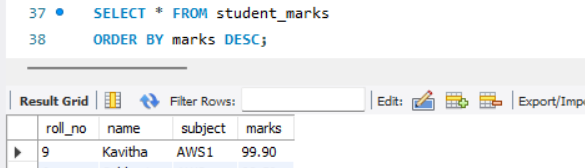 37 SELECT * FROM student_marks
38 ORDER BY marks DESC;
Result Grid Filter Rows: Edit: Export/Imp
roll_no name subject marks
9 Kavitha AWS1 99.90